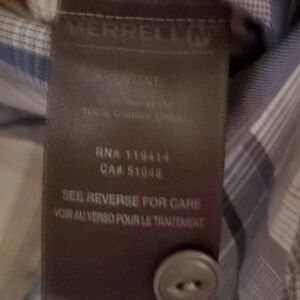 MERRELL
RN# 119414
CA# 51048
SEE REVERSE FOR CARE
VOIR AU VERSO POUR LE TRAITEMENT